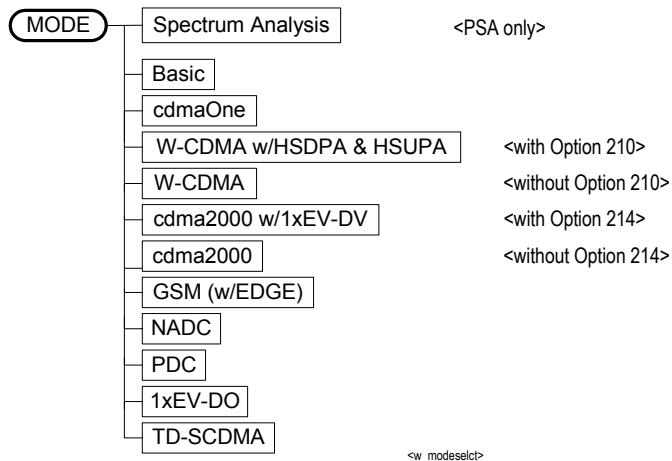 MODE
Spectrum Analysis <PSA only>
Basic
cdmaOne
W-CDMA w/HSDPA & HSUPA <with Option 210>
W-CDMA <without Option 210>
cdma2000 w/1xEV-DV <with Option 214>
cdma2000 <without Option 214>
GSM (w/EDGE)
NADC
PDC
1xEV-DO
TD-SCDMA
<w_modeselct>